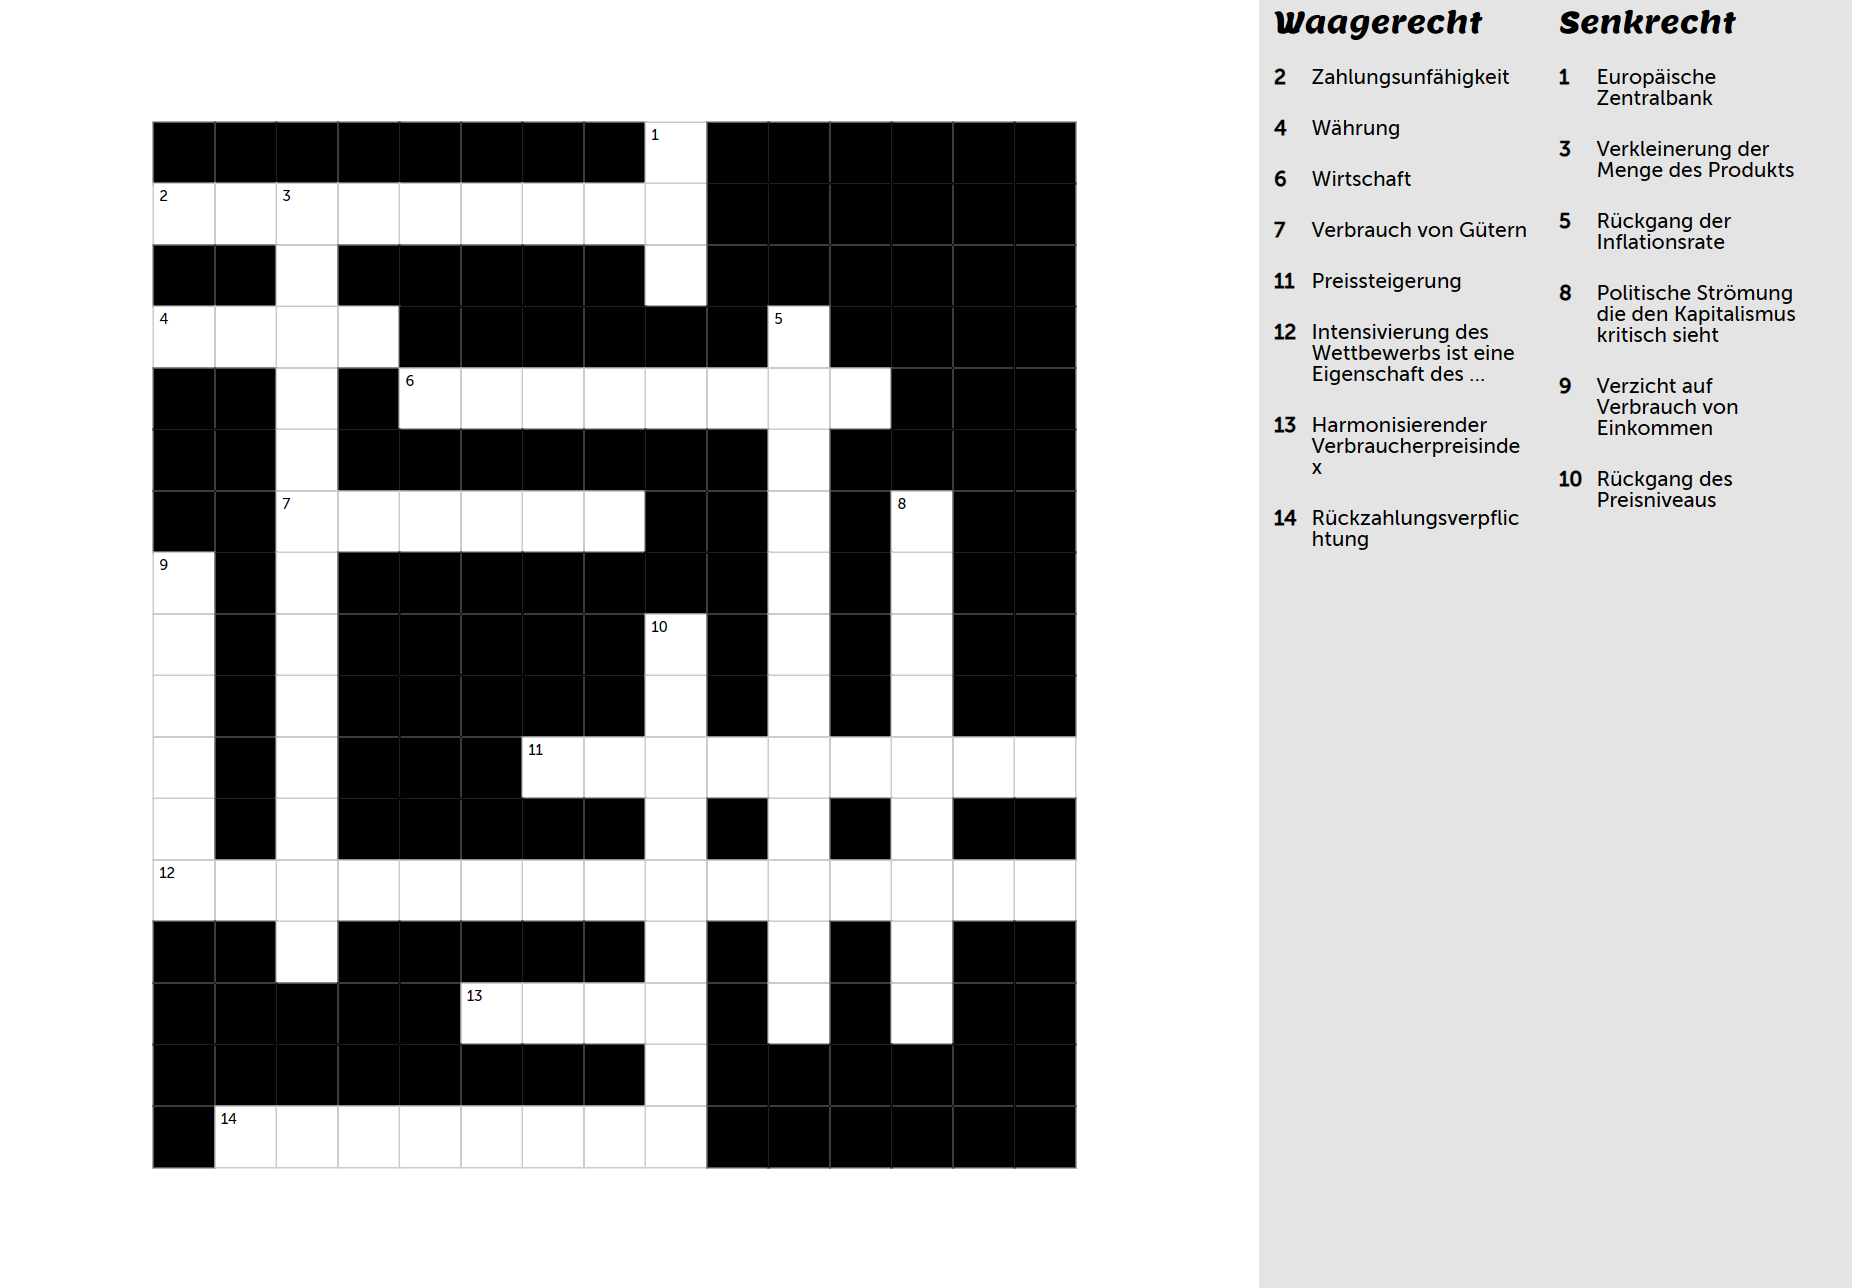 1
2
3
4
5
6
7
8
9
10
11
12
13
14
Waagerecht
2 Zahlungsunfähigkeit
4 Währung
6 Wirtschaft
7 Verbrauch von Gütern
11 Preissteigerung
12 Intensivierung des
Wettbewerbs ist eine
Eigenschaft des ...
13 Harmonisierender
Verbraucherpreisinde
x
14 Rückzahlungsverpflic
htung
Senkrecht
1 Europäische
Zentralbank
3 Verkleinerung der
Menge des Produkts
5 Rückgang der
Inflationsrate
8 Politische Strömung
die den Kapitalismus
kritisch sieht
9 Verzicht auf
Verbrauch von
Einkommen
10 Rückgang des
Preisniveaus